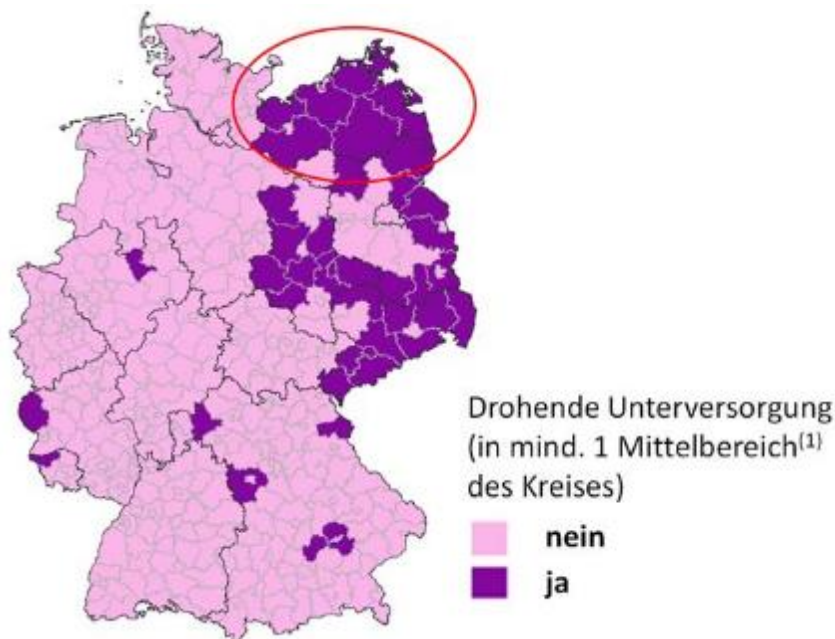 Drohende Unterversorgung
(in mind. 1 Mittelbereich(1)
des Kreises)
nein
ja